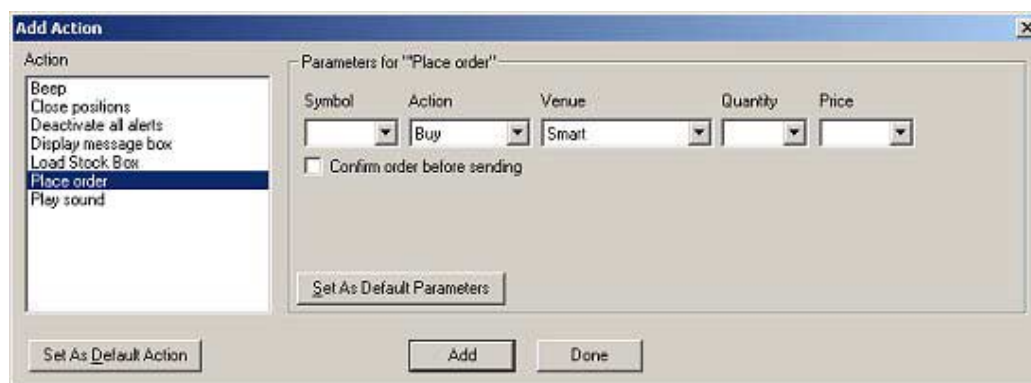 Add Action
Action
Beep
Close positions
Deactivate all alerts
Display message box
Load Stock Box
Place order
Play sound
Parameters for ""Place order"
Symbol Action Venue Quantity Price
Buy Smart
Confirm order before sending
Set As Default Parameters
Set As Default Action Add Done